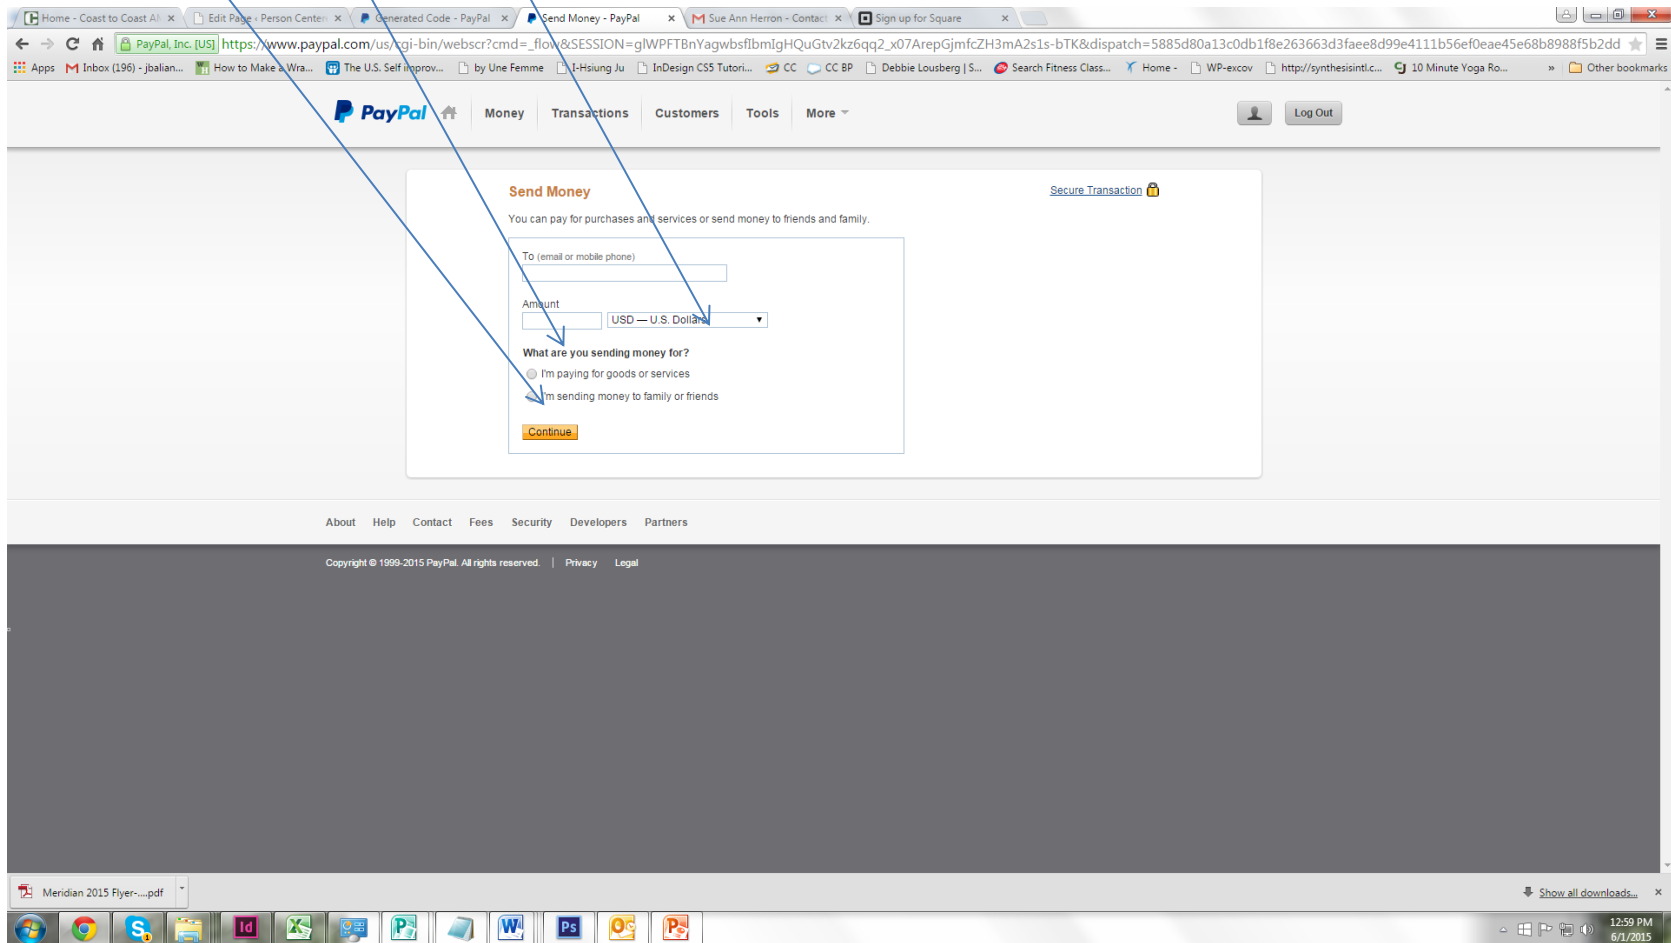 Home - Coast to Coast AM
Edit Page ‹ Person Center
Generated Code - PayPal
Send Money - PayPal
Sue Ann Herron - Contact
Sign up for Square
PayPal, Inc. [US] https://www.paypal.com/us/cgi-bin/webscr?cmd=_flow&SESSION=glWPFTBnYagwbsfIbmIgHQuGtv2kz6qq2_x07ArepGjmfcZH3mA2s1s-bTK&dispatch=5885d80a13c0db1f8e263663d3faee8d99e4111b56ef0eae45e68b8988f5b2dd
Apps Inbox (196) - jbalian... How to Make a Wra... The U.S. Self improv... by Une Femme I-Hsiung Ju InDesign CS5 Tutori... CC CC BP Debbie Lousberg | S... Search Fitness Class... Home - WP-excov http://synthesisintl.c... 10 Minute Yoga Ro... » Other bookmarks
PayPal Money Transactions Customers Tools More Log Out
Send Money Secure Transaction
You can pay for purchases and services or send money to friends and family.
To (email or mobile phone)
Amount
USD — U.S. Dollars
What are you sending money for?
I'm paying for goods or services
I'm sending money to family or friends
Continue
About Help Contact Fees Security Developers Partners
Copyright © 1999-2015 PayPal. All rights reserved. | Privacy Legal
Meridian 2015 Flyer-....pdf Show all downloads...
12:59 PM
6/1/2015